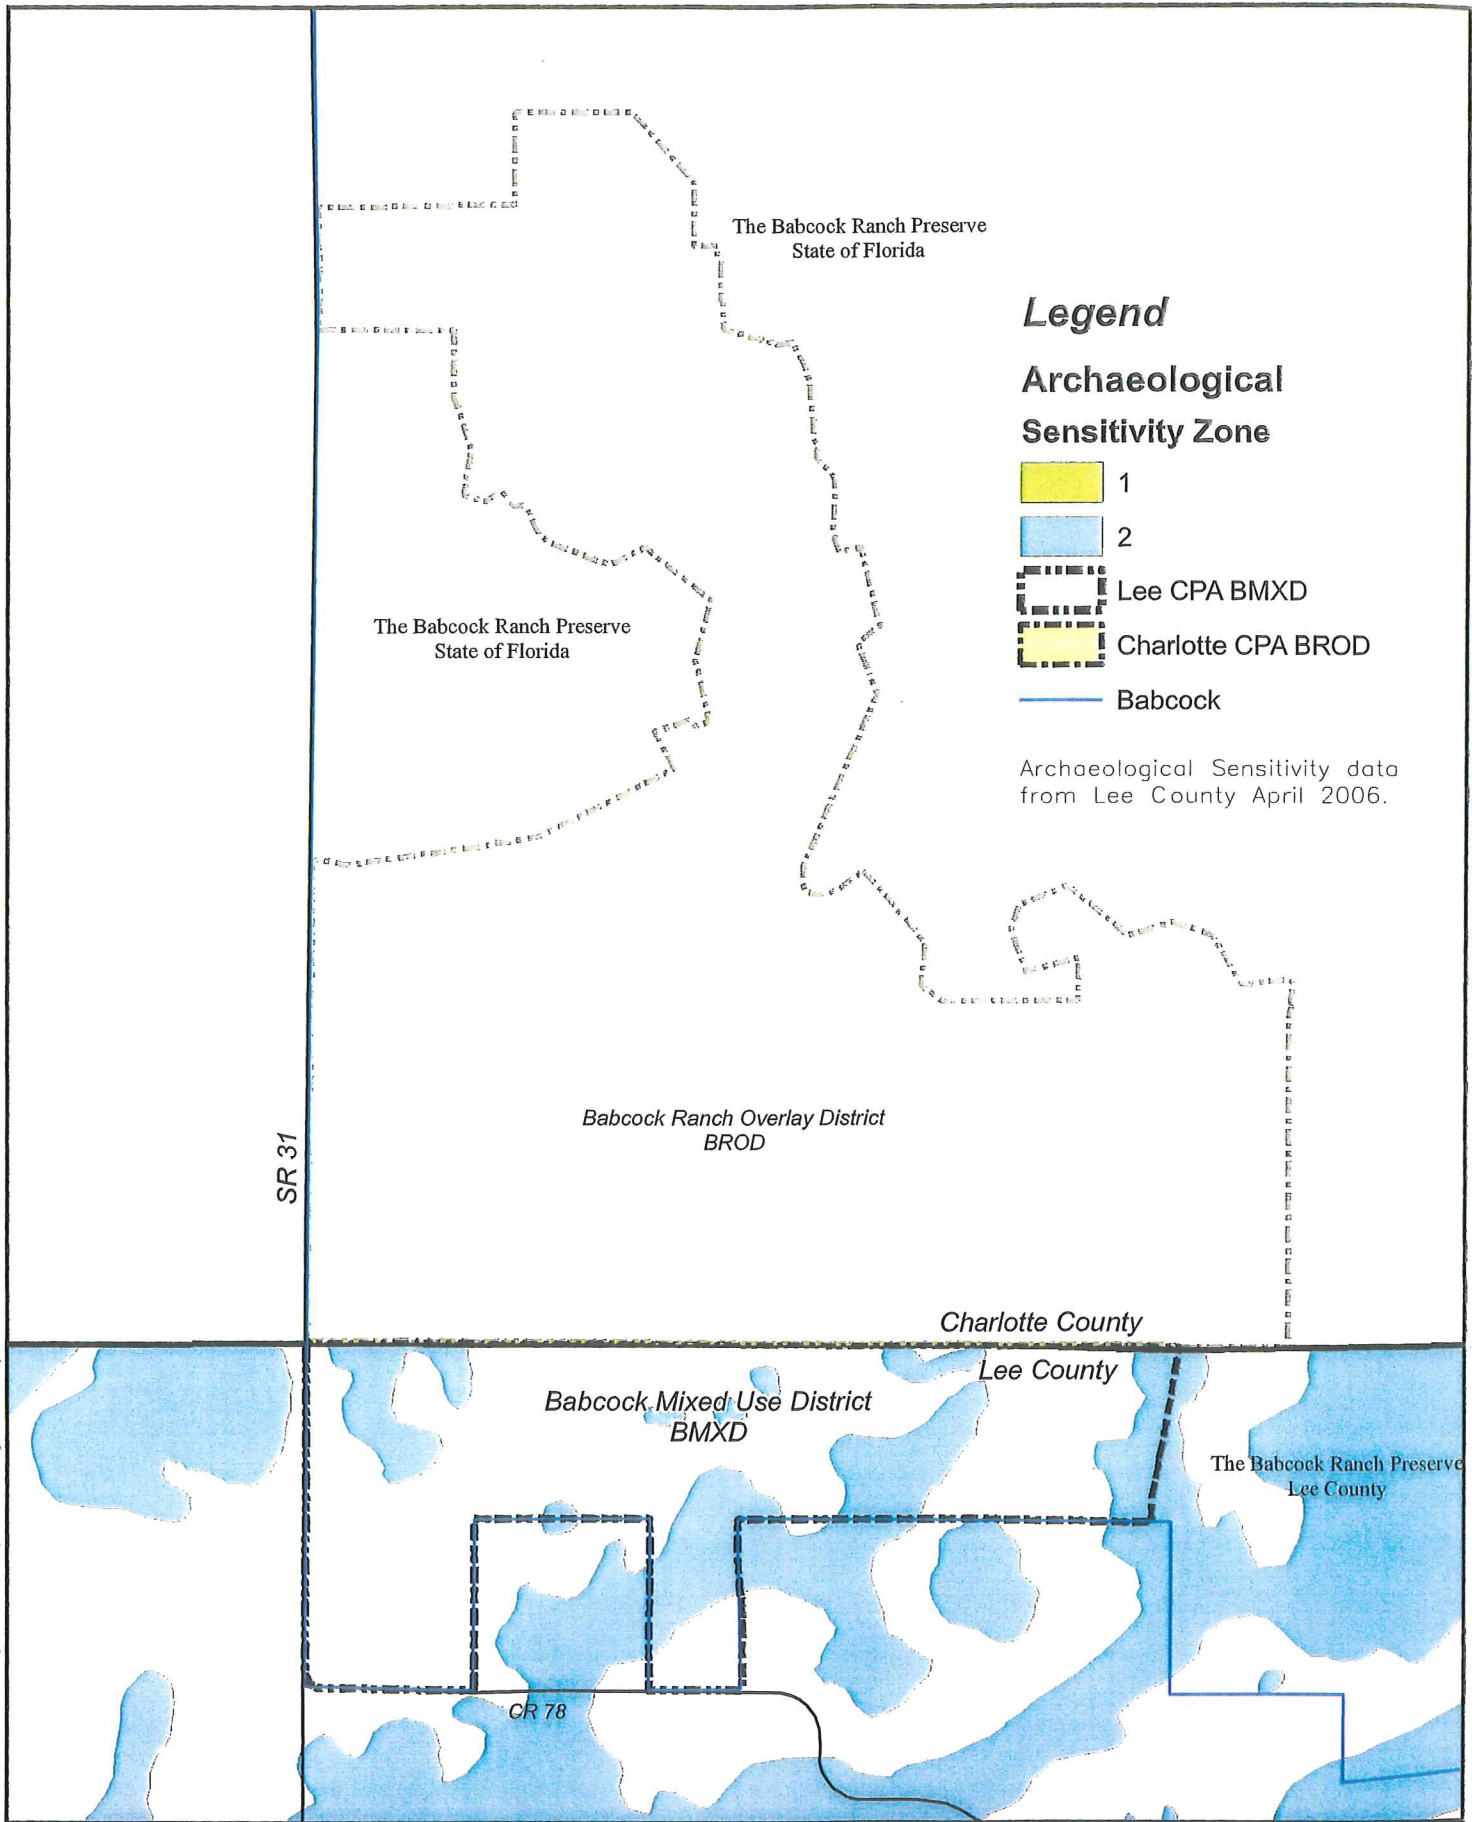 The Babcock Ranch Preserve
State of Florida
Legend
Archaeological
Sensitivity Zone
1
2
Lee CPA BMXD
Charlotte CPA BROD
Babcock
Archaeological Sensitivity data
from Lee County April 2006.
The Babcock Ranch Preserve
State of Florida
Babcock Ranch Overlay District
BROD
SR 31
Charlotte County
Lee County
Babcock Mixed Use District
BMXD
The Babcock Ranch Preserve
Lee County
CR 78